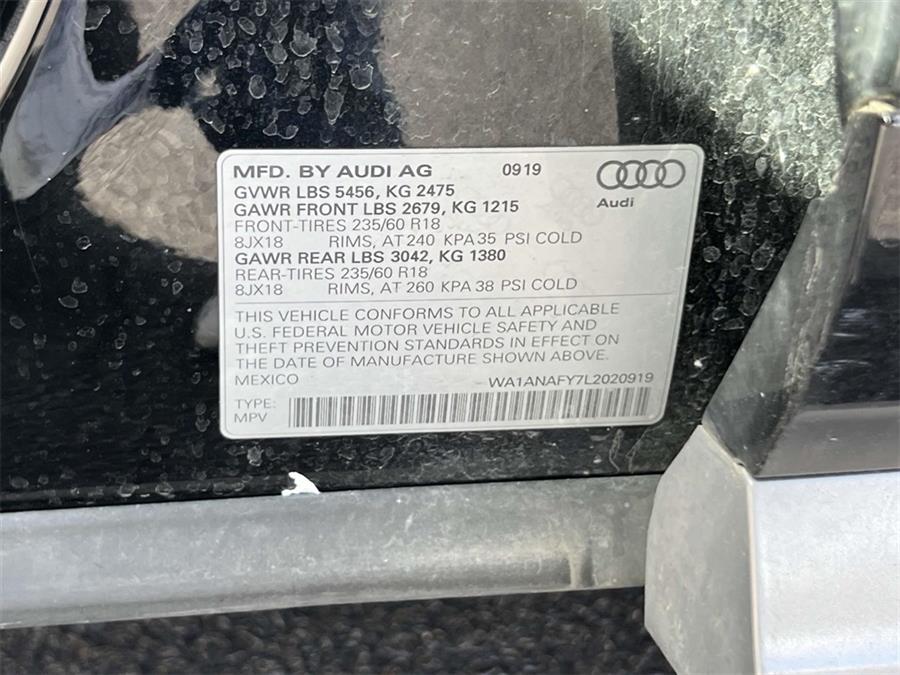 MFD. BY AUDI AG 0919
GVWR LBS 5456, KG 2475
GAWR FRONT LBS 2679, KG 1215
Audi
FRONT-TIRES 235/60 R18
8JX18 RIMS, AT 240 KPA 35 PSI COLD
GAWR REAR LBS 3042, KG 1380
REAR-TIRES 235/60 R18
8JX18 RIMS, AT 260 KPA 38 PSI COLD
THIS VEHICLE CONFORMS TO ALL APPLICABLE
U.S. FEDERAL MOTOR VEHICLE SAFETY AND
THEFT PREVENTION STANDARDS IN EFFECT ON
THE DATE OF MANUFACTURE SHOWN ABOVE.
MEXICO WA1ANAFY7L2020919
TYPE:
MPV